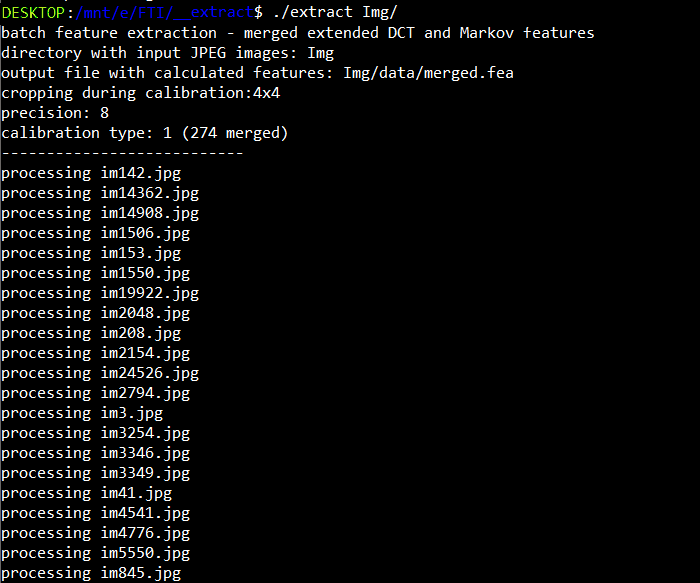 DESKTOP:/mnt/e/FTI/__extract$ ./extract Img/
batch feature extraction - merged extended DCT and Markov features
directory with input JPEG images: Img
output file with calculated features: Img/data/merged.fea
cropping during calibration:4x4
precision: 8
calibration type: 1 (274 merged)
---------------------------
processing im142.jpg
processing im14362.jpg
processing im14908.jpg
processing im1506.jpg
processing im153.jpg
processing im1550.jpg
processing im19922.jpg
processing im2048.jpg
processing im208.jpg
processing im2154.jpg
processing im24526.jpg
processing im2794.jpg
processing im3.jpg
processing im3254.jpg
processing im3346.jpg
processing im3349.jpg
processing im41.jpg
processing im4541.jpg
processing im4776.jpg
processing im5550.jpg
processing im845.jpg